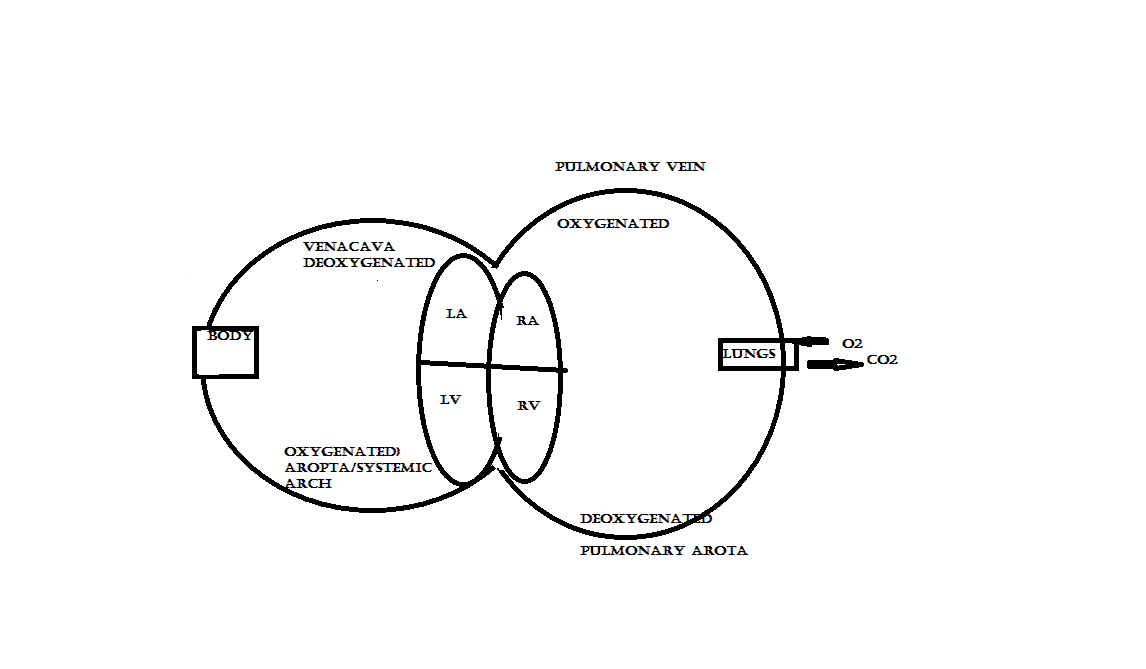 PULMONARY VEIN
OXYGENATED
VENACAVA
DEOXYGENATED
LA
RA
BODY
LUNGS
O2
CO2
LV
RV
OXYGENATED)
AROPTA/SYSTEMIC
ARCH
DEOXYGENATED
PULMONARY AROTA